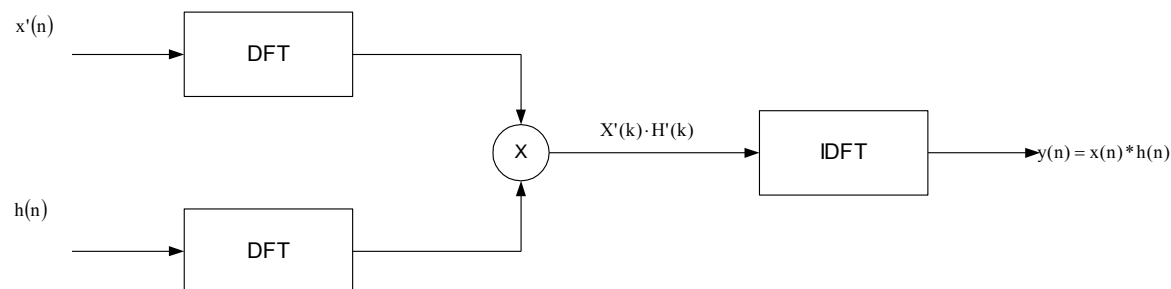 x'(n)
DFT
X
X'(k)·H'(k)
IDFT
y(n) = x(n)*h(n)
h(n)
DFT